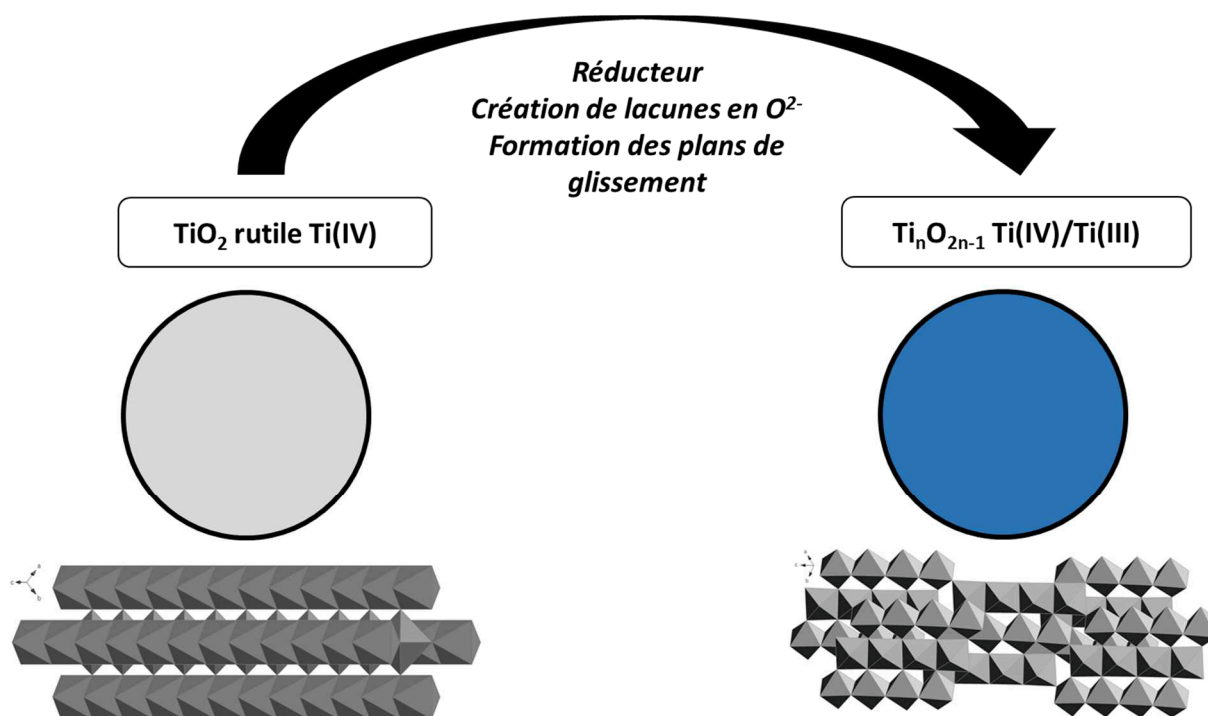 Réducteur
Création de lacunes en O²⁻
Formation des plans de
glissement
TiO₂ rutile Ti(IV)
TiₙO₂ₙ₋₁ Ti(IV)/Ti(III)
a
c
b
a
c
b